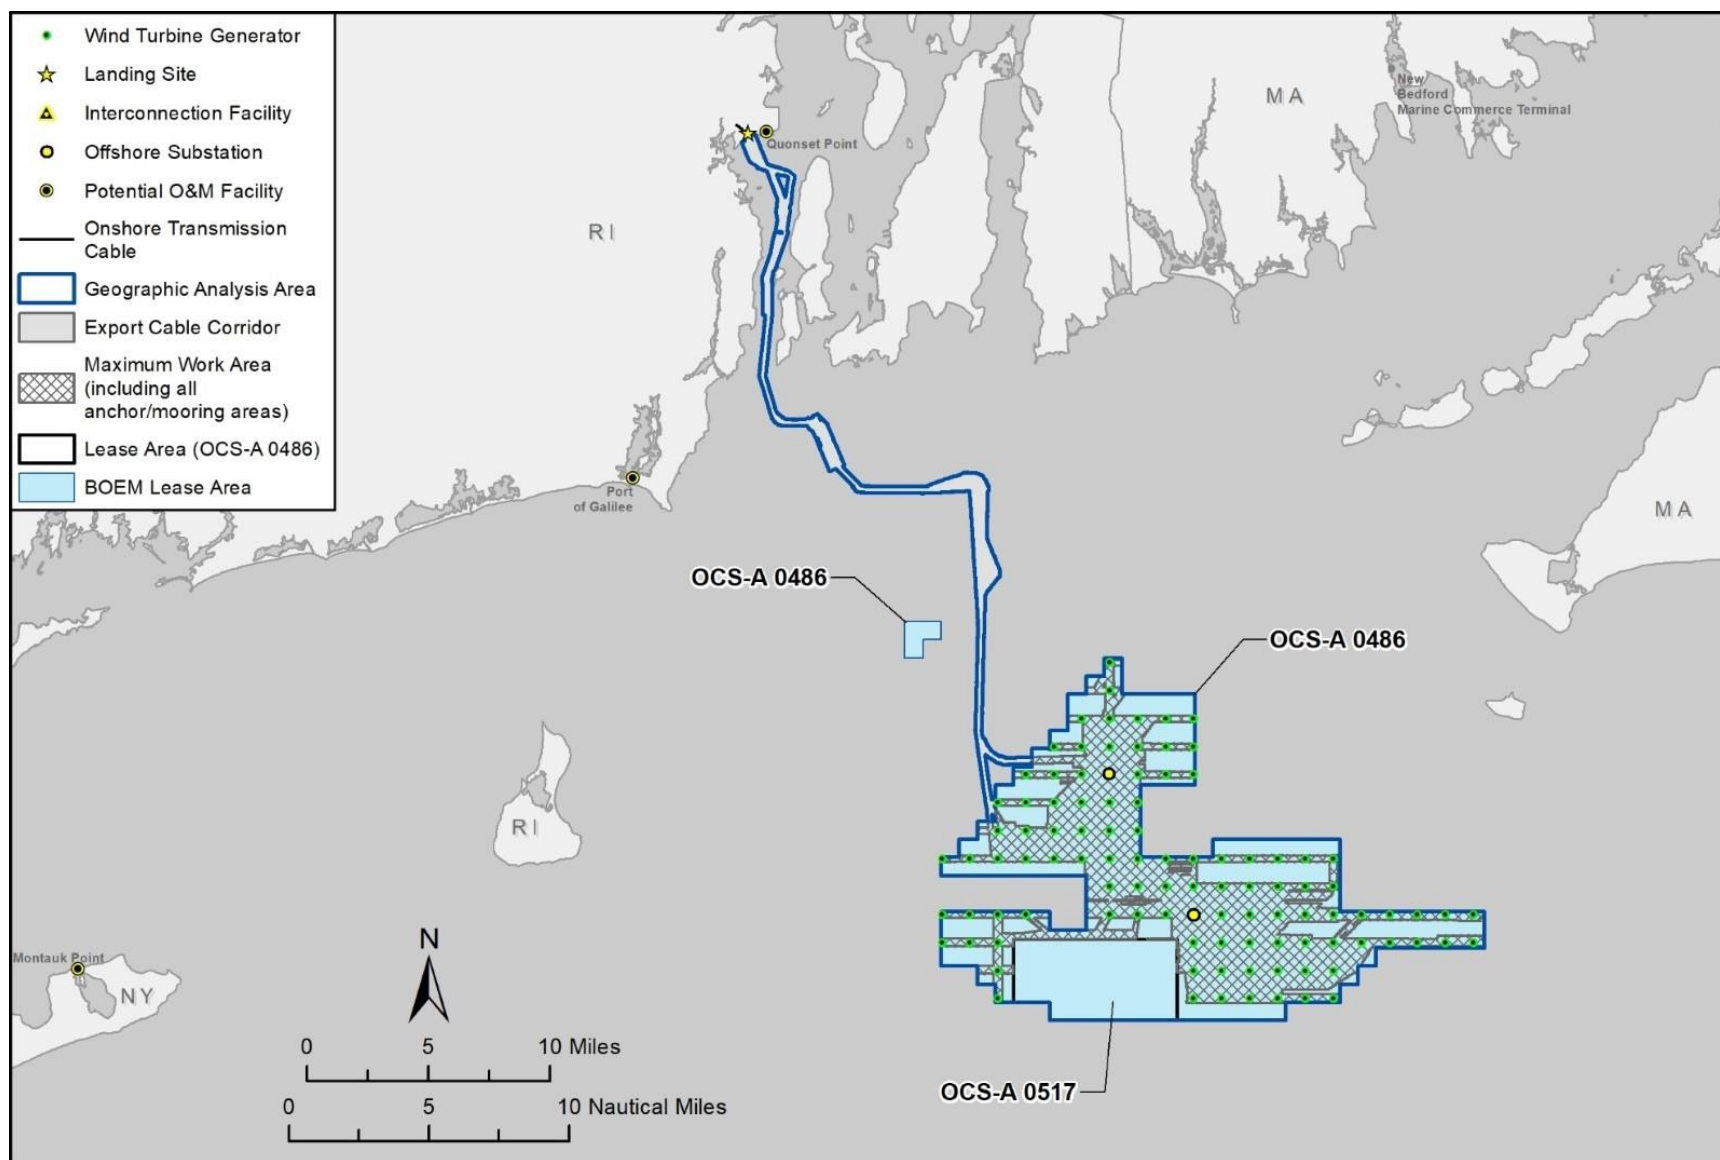 Wind Turbine Generator
Landing Site
Interconnection Facility
Offshore Substation
Potential O&M Facility
Onshore Transmission
Cable
Geographic Analysis Area
Export Cable Corridor
Maximum Work Area
(including all
anchor/mooring areas)
Lease Area (OCS-A 0486)
BOEM Lease Area
New
Bedford
Marine Commerce Terminal
MA
Quonset Point
RI
Port
of Galilee
MA
OCS-A 0486
OCS-A 0486
RI
Montauk Point
NY
N
0 5 10 Miles
0 5 10 Nautical Miles
OCS-A 0517